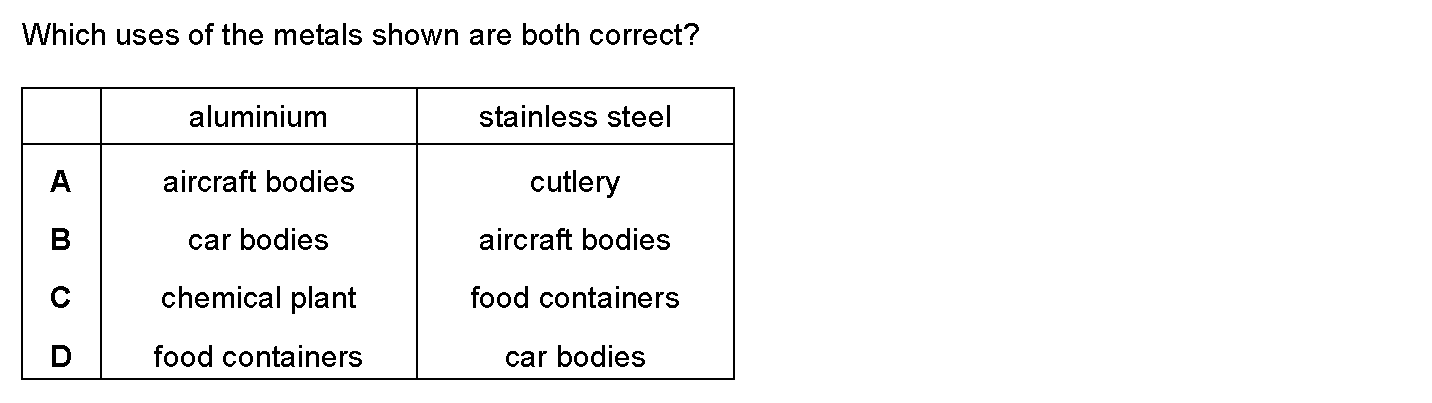 Which uses of the metals shown are both correct?
aluminium stainless steel
A aircraft bodies cutlery
B car bodies aircraft bodies
C chemical plant food containers
D food containers car bodies